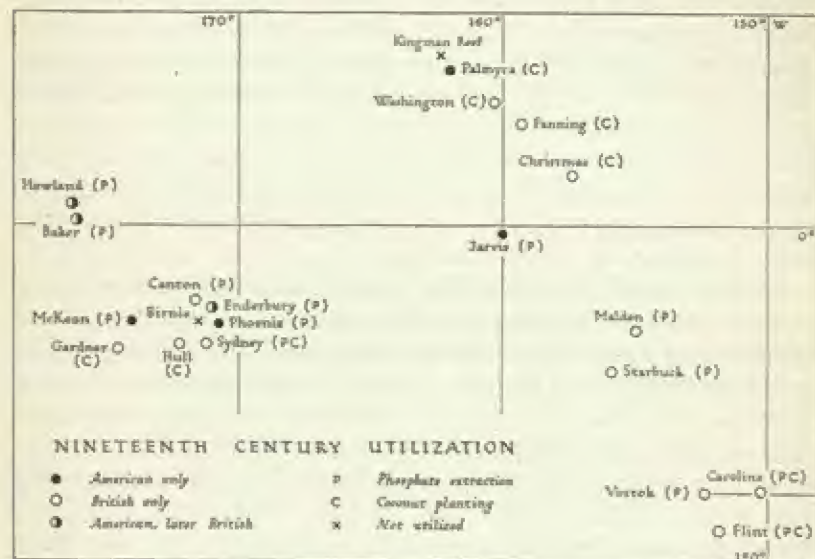 170°
160°
150° W
Kingman Reef
Palmyra (C)
Washington (C)
Fanning (C)
Christmas (C)
Howland (P)
Baker (P)
Jarvis (P)
0°
Canton (P)
Enderbury (P)
McKean (P)
Birnie
Phoenix (P)
Gardner
(C)
Hull
(C)
Sydney (PC)
Malden (P)
Starbuck (P)
NINETEENTH CENTURY UTILIZATION
American only
P Phosphate extraction
British only
C Coconut planting
American, later British
x Not utilized
Caroline (PC)
Vostok (P)
Flint (PC)
150°